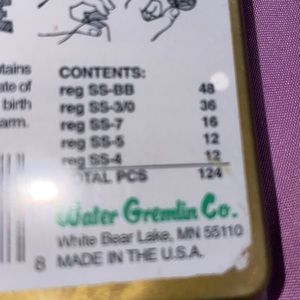 CONTENTS:
ntains
reg SS-BB 48
ate of
reg SS-3/0 36
birth
reg SS-7 16
arm.
reg SS-5 12
reg SS-4 12
TOTAL PCS 124
Water Gremlin Co.
White Bear Lake, MN 55110
8 MADE IN THE U.S.A.